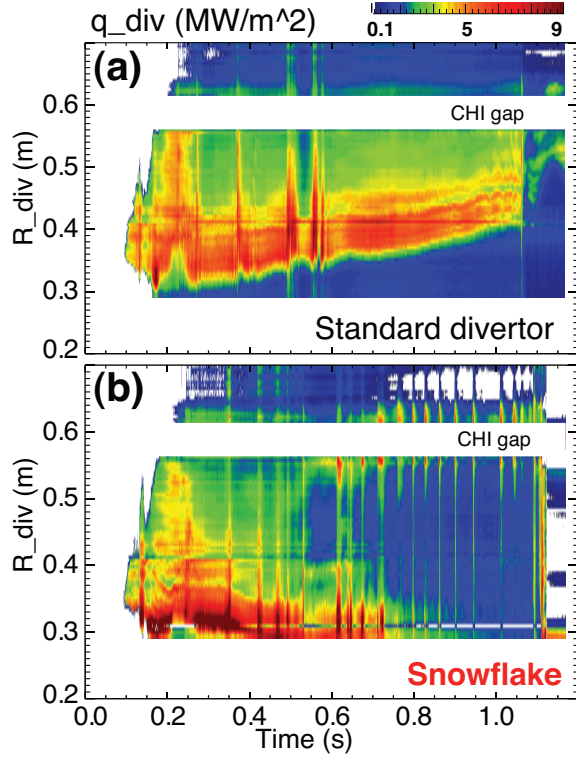 q_div (MW/m^2)
0.1 5 9
(a)
0.6
CHI gap
0.5
R_div (m)
0.4
0.3
Standard divertor
0.2
(b)
0.6
CHI gap
0.5
R_div (m)
0.4
0.3
Snowflake
0.2
0.0 0.2 0.4 0.6 0.8 1.0
Time (s)